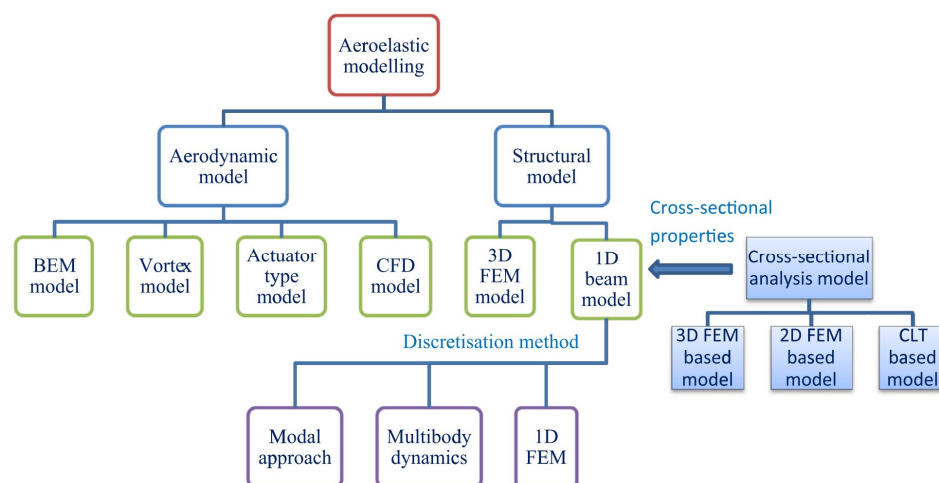 Aeroelastic
modelling
Aerodynamic
model
Structural
model
Cross-sectional
properties
BEM
model
Vortex
model
Actuator
type model
CFD
model
3D
FEM
model
1D
beam
model
Cross-sectional
analysis model
Discretisation method
3D FEM
based
model
2D FEM
based
model
CLT
based
model
Modal
approach
Multibody
dynamics
1D
FEM